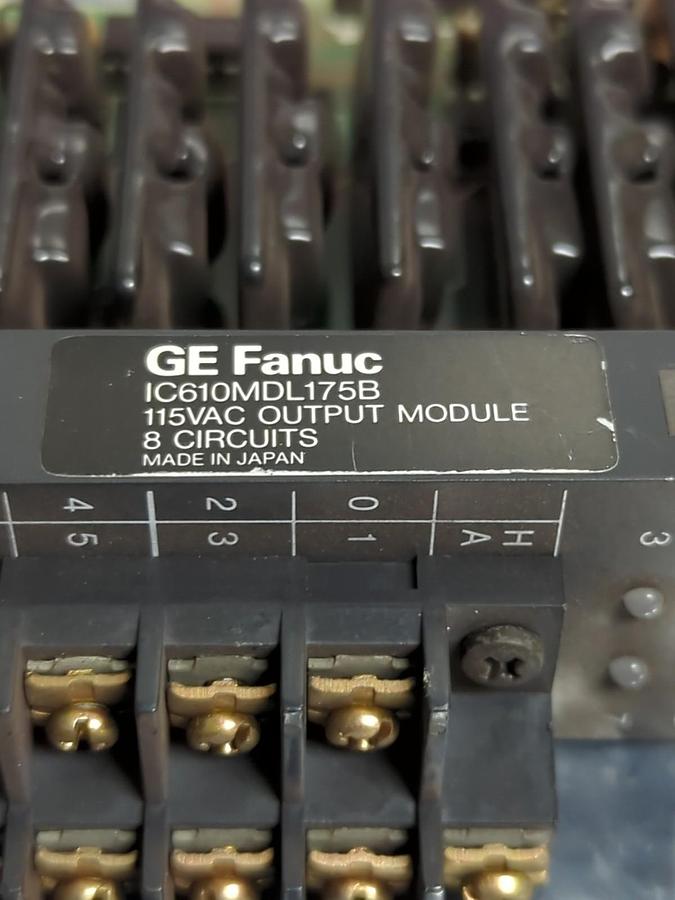 GE Fanuc
IC610MDL175B
115VAC OUTPUT MODULE
8 CIRCUITS
MADE IN JAPAN
4 2 0
5 3 1 A H 3